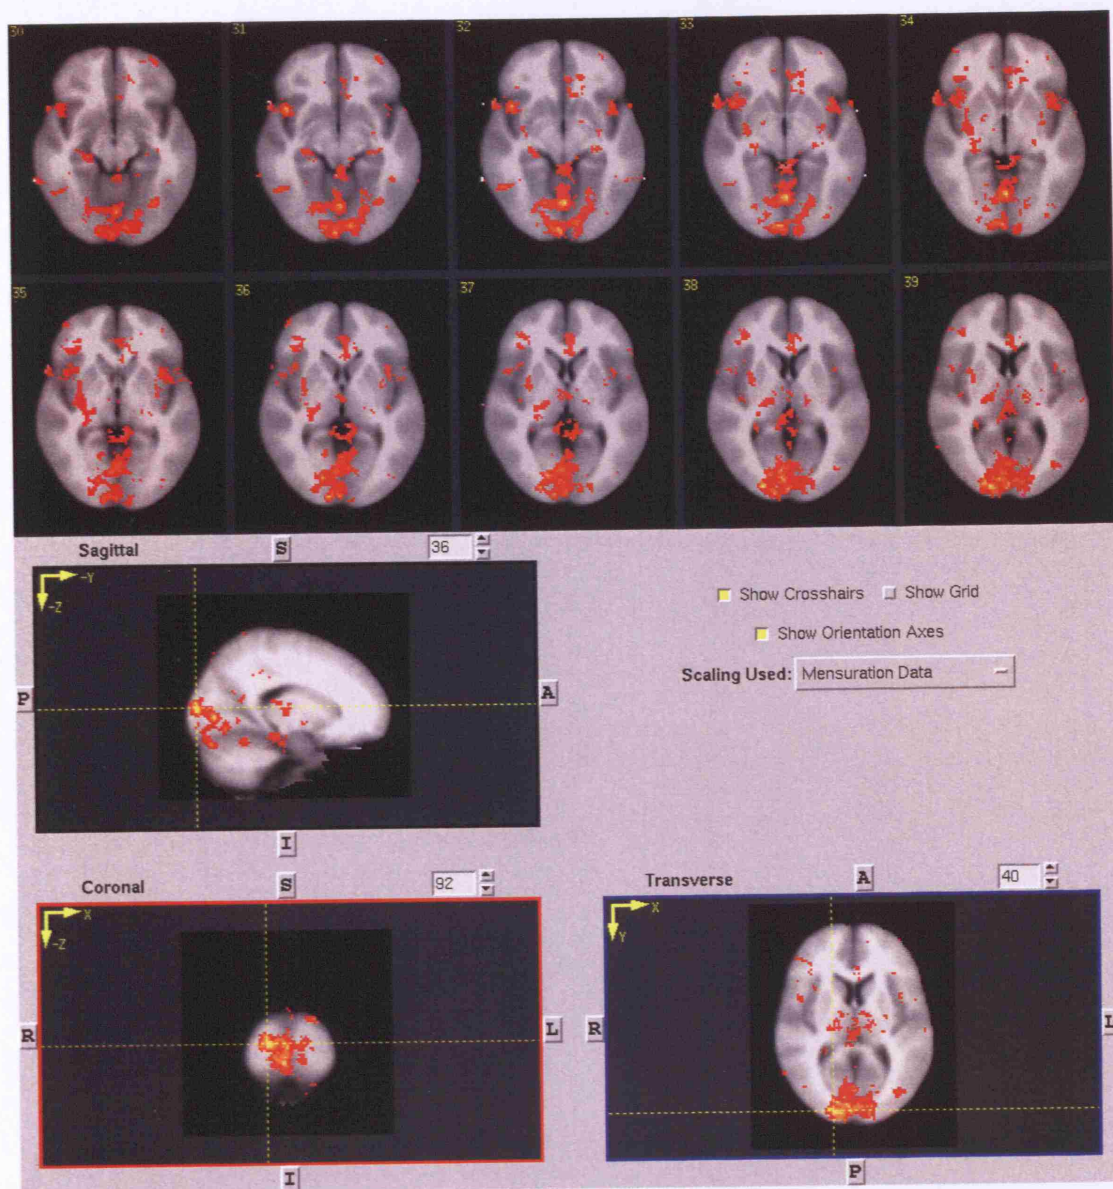 30 31 32 33 34
35 36 37 38 39
Sagittal S 36
-Y
-Z
Show Crosshairs Show Grid
Show Orientation Axes
Scaling Used: Mensuration Data
P A
I
Coronal S 92
Transverse A 40
X
-Z
X
Y
R L
R L
I
P